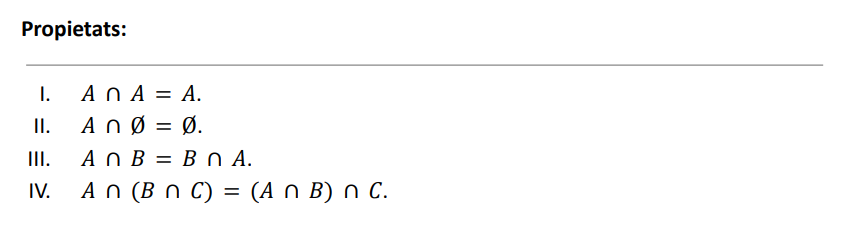 Propietats:
I. A ∩ A = A.
II. A ∩ Ø = Ø.
III. A ∩ B = B ∩ A.
IV. A ∩ (B ∩ C) = (A ∩ B) ∩ C.